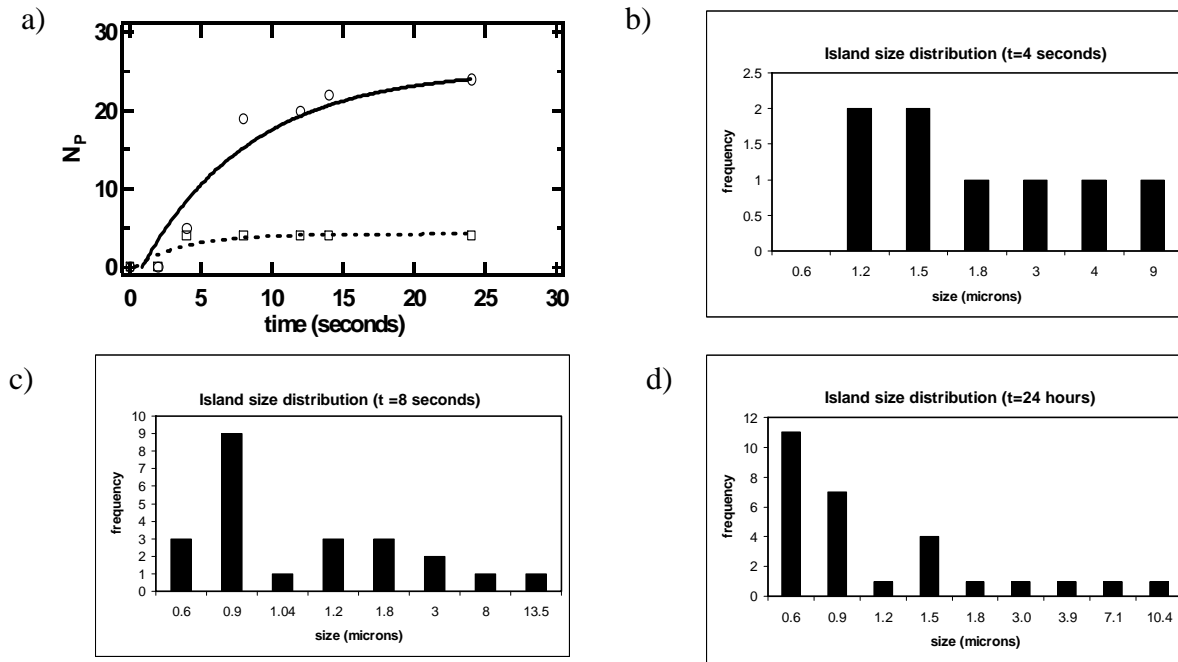 a)
30
20
10
0
N_P
0 5 10 15 20 25 30
time (seconds)
b)
Island size distribution (t=4 seconds)
2.5
2
1.5
1
0.5
0
frequency
0.6 1.2 1.5 1.8 3 4 9
size (microns)
c)
Island size distribution (t =8 seconds)
10
9
8
7
6
5
4
3
2
1
0
frequency
0.6 0.9 1.04 1.2 1.8 3 8 13.5
size (microns)
d)
Island size distribution (t=24 hours)
12
10
8
6
4
2
0
frequency
0.6 0.9 1.2 1.5 1.8 3.0 3.9 7.1 10.4
size (microns)